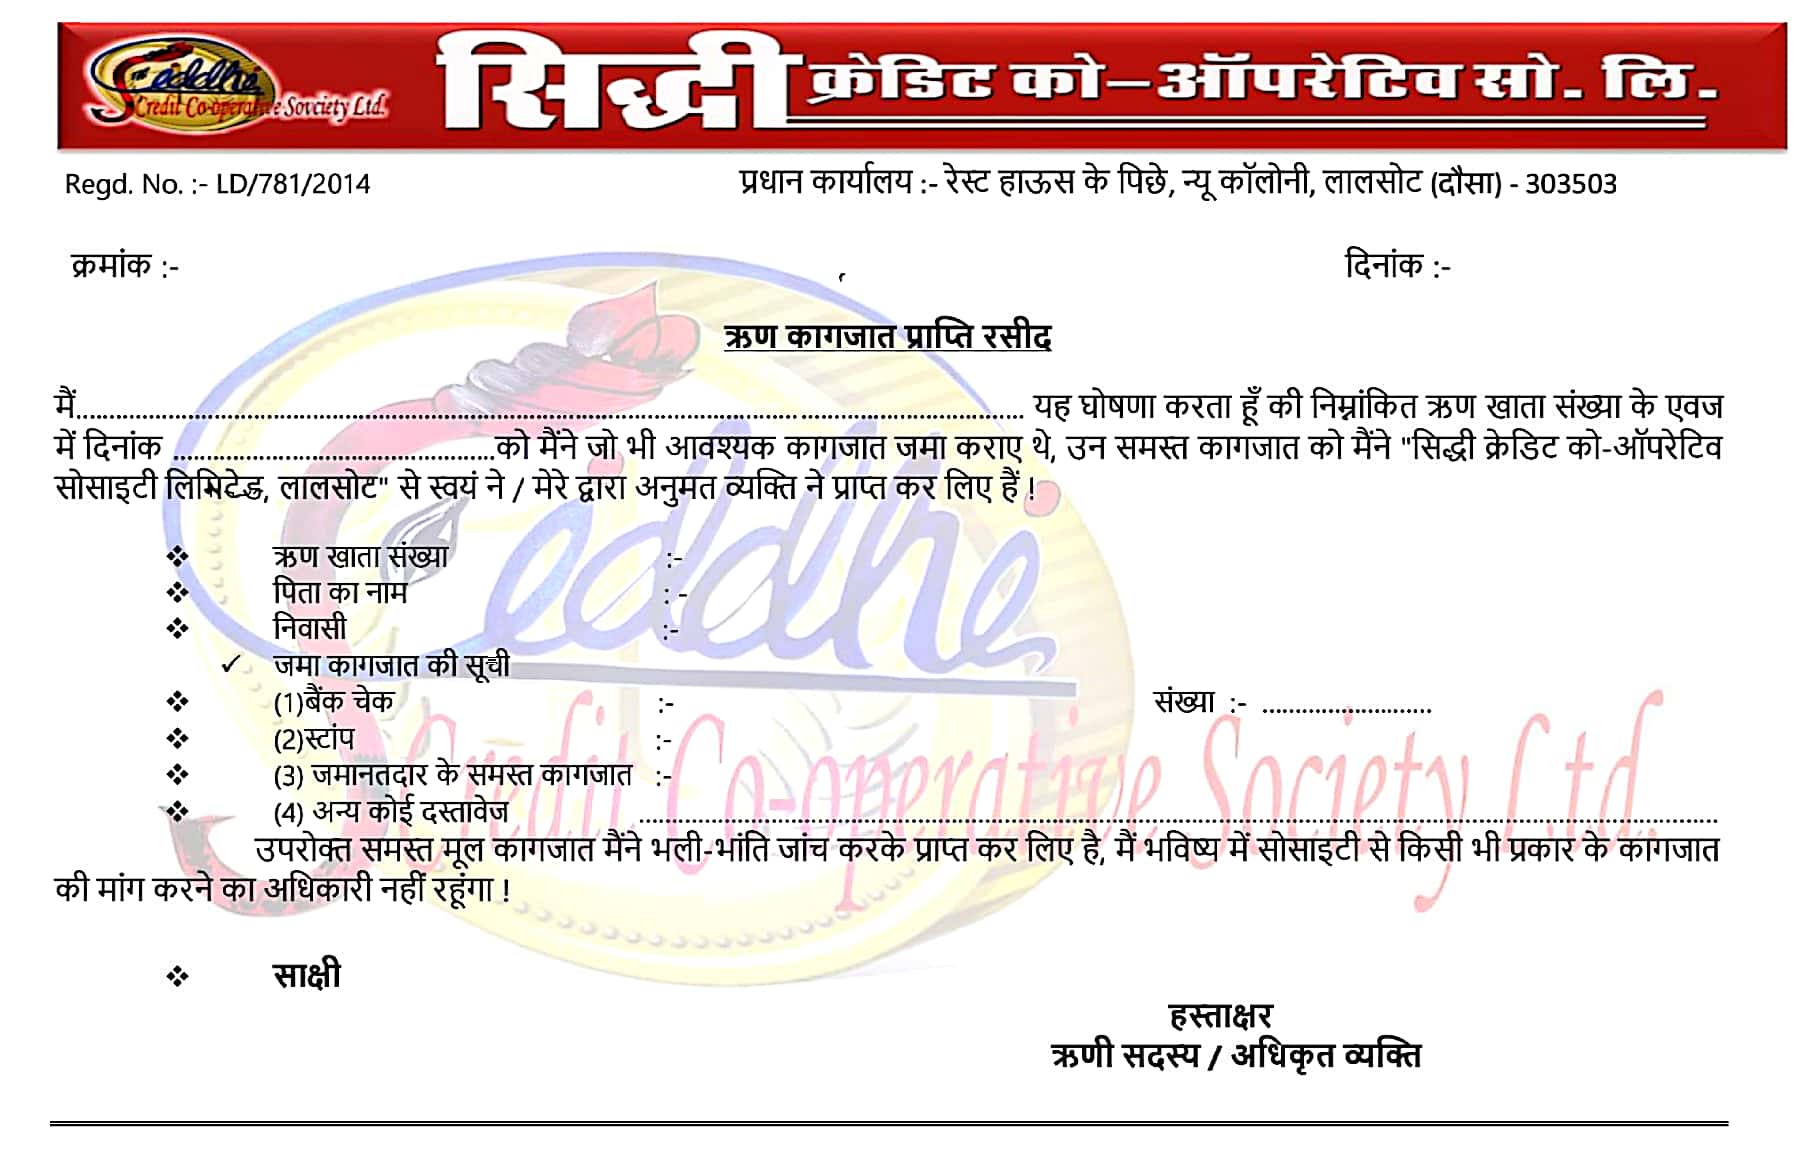 Siddhi Credit Co-operative Sovciety Ltd.
सिद्धी क्रेडिट को-ऑपरेटिव सो. लि.
Regd. No. :- LD/781/2014 प्रधान कार्यालय :- रेस्ट हाऊस के पिछे, न्यू कॉलोनी, लालसोट (दौसा) - 303503
क्रमांक :- दिनांक :-
ऋण कागजात प्राप्ति रसीद
मैं........................................................................ यह घोषणा करता हूँ की निम्नांकित ऋण खाता संख्या के एवज
में दिनांक ................................................को मैंने जो भी आवश्यक कागजात जमा कराए थे, उन समस्त कागजात को मैंने "सिद्धी क्रेडिट को-ऑपरेटिव
सोसाइटी लिमिटेड, लालसोट" से स्वयं ने / मेरे द्वारा अनुमत व्यक्ति ने प्राप्त कर लिए हैं !
❖ ऋण खाता संख्या :-
❖ पिता का नाम : -
❖ निवासी :-
✓ जमा कागजात की सूची
❖ (1)बैंक चेक :- संख्या :- ..........................
❖ (2)स्टांप :-
❖ (3) जमानतदार के समस्त कागजात :-
❖ (4) अन्य कोई दस्तावेज ........................................................................
उपरोक्त समस्त मूल कागजात मैंने भली-भांति जांच करके प्राप्त कर लिए है, मैं भविष्य में सोसाइटी से किसी भी प्रकार के कागजात
की मांग करने का अधिकारी नहीं रहूंगा !
❖ साक्षी
हस्ताक्षर
ऋणी सदस्य / अधिकृत व्यक्ति
Siddhi
Credit Co-operative Society Ltd.